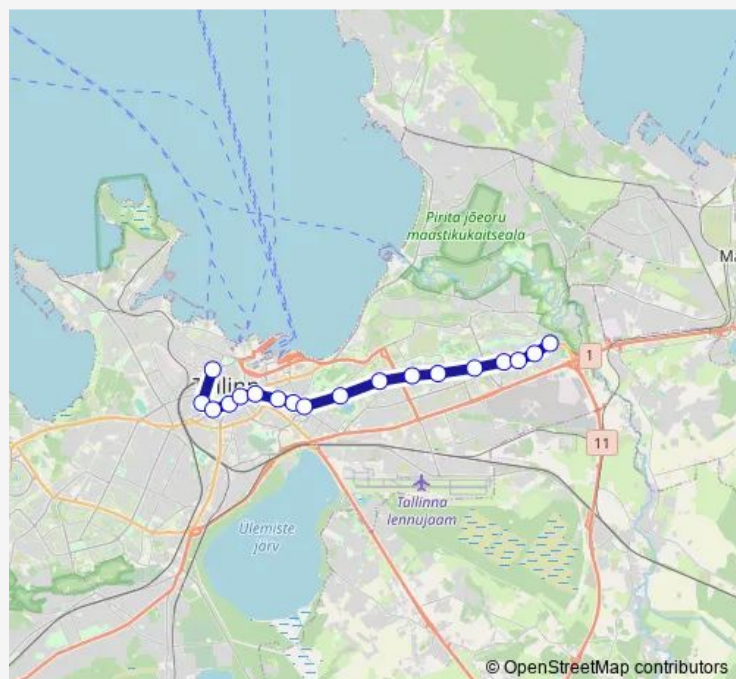 Pirita jõeoru
maastikukaitseala
Ma
1
Tallinn
11
Tallinna
lennujaam
Ülemiste
järv
© OpenStreetMap contributors